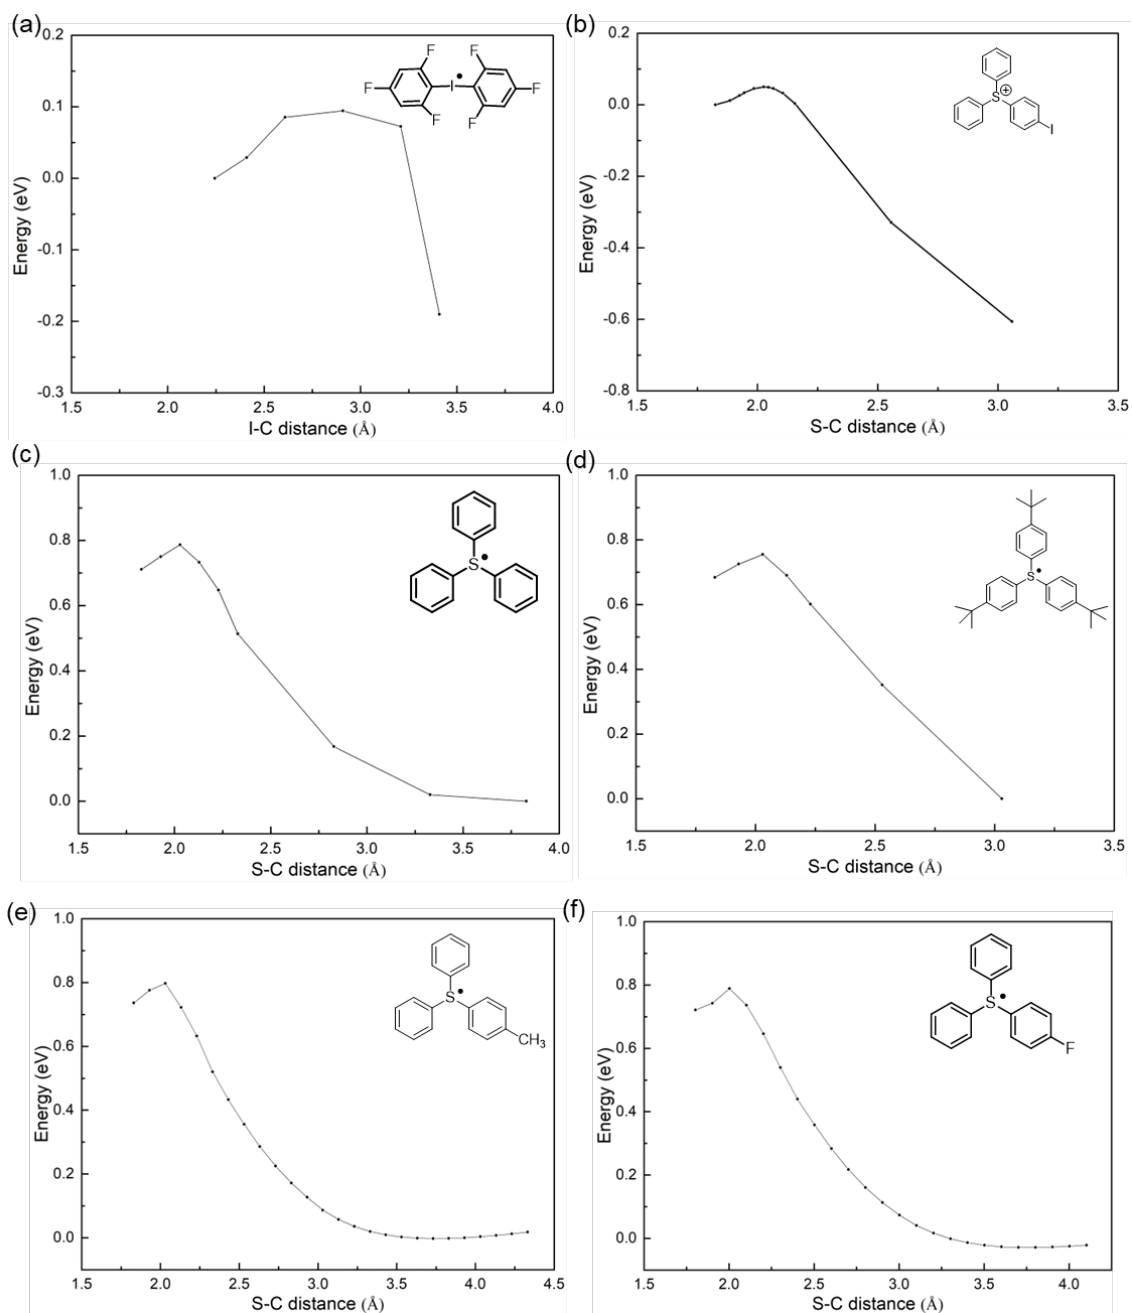 (a)
0.2
0.1
0.0
-0.1
-0.2
-0.3
Energy (eV)
1.5 2.0 2.5 3.0 3.5 4.0
I-C distance (Å)
F F
F I• F
F F
(b)
0.2
0.0
-0.2
-0.4
-0.6
-0.8
Energy (eV)
1.5 2.0 2.5 3.0 3.5
S-C distance (Å)
S⊕
I
(c)
1.0
0.8
0.6
0.4
0.2
0.0
Energy (eV)
1.5 2.0 2.5 3.0 3.5 4.0
S-C distance (Å)
S•
(d)
1.0
0.8
0.6
0.4
0.2
0.0
Energy (eV)
1.5 2.0 2.5 3.0 3.5
S-C distance (Å)
S•
(e)
1.0
0.8
0.6
0.4
0.2
0.0
Energy (eV)
1.5 2.0 2.5 3.0 3.5 4.0 4.5
S-C distance (Å)
S•
CH3
(f)
1.0
0.8
0.6
0.4
0.2
0.0
Energy (eV)
1.5 2.0 2.5 3.0 3.5 4.0
S-C distance (Å)
S•
F